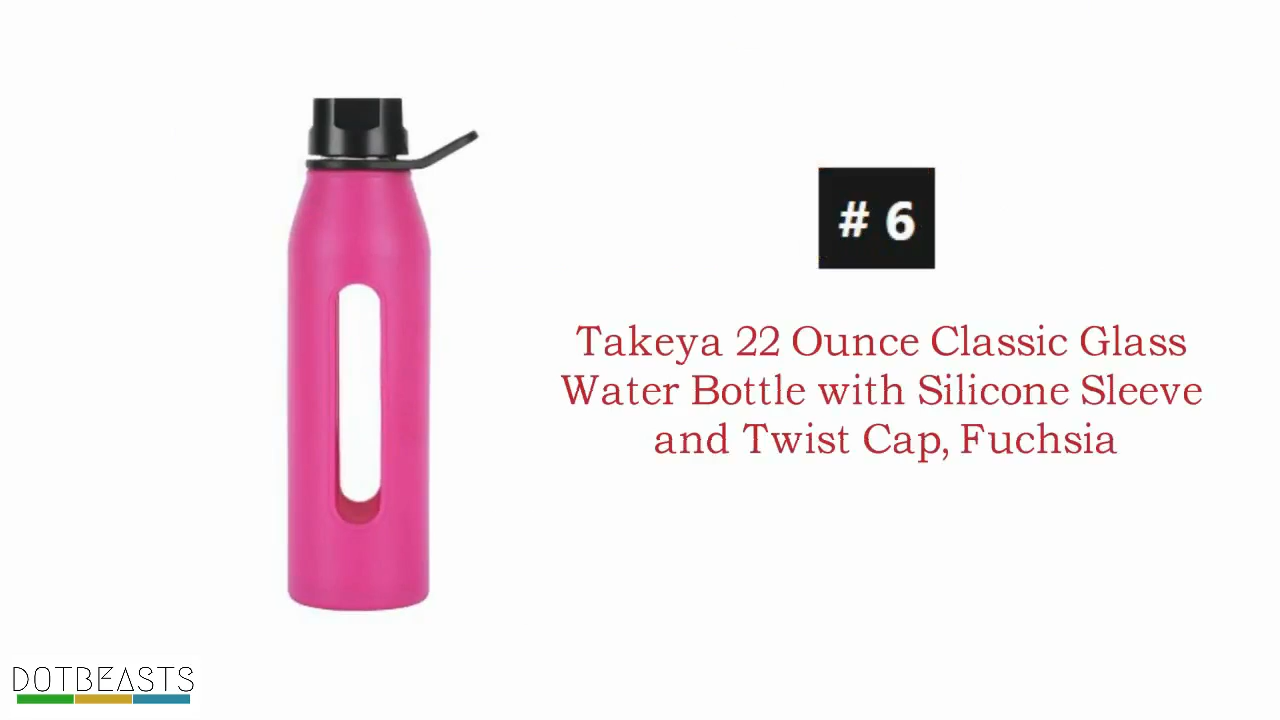 # 6
Takeya 22 Ounce Classic Glass
Water Bottle with Silicone Sleeve
and Twist Cap, Fuchsia
DOTBEASTS